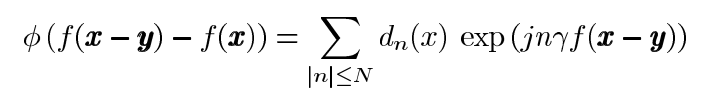 ϕ (f(x − y) − f(x)) = ∑_{|n|≤N} d_n(x) exp (jnγf(x − y))